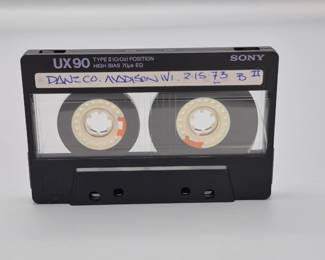 UX90 TYPE II (CrO2) POSITION SONY
HIGH BIAS 70µs EQ
DANE CO. MADISON WI. 2·15 73 B II